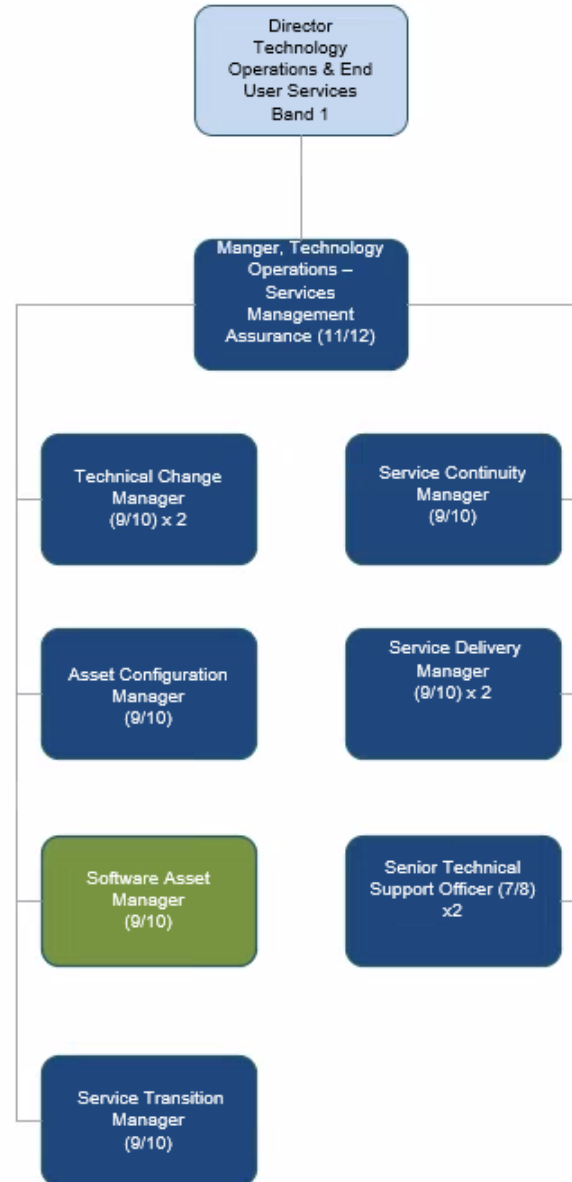 Director
Technology
Operations & End
User Services
Band 1
Manger, Technology
Operations –
Services
Management
Assurance (11/12)
Technical Change
Manager
(9/10) x 2
Service Continuity
Manager
(9/10)
Asset Configuration
Manager
(9/10)
Service Delivery
Manager
(9/10) x 2
Software Asset
Manager
(9/10)
Senior Technical
Support Officer (7/8)
x2
Service Transition
Manager
(9/10)